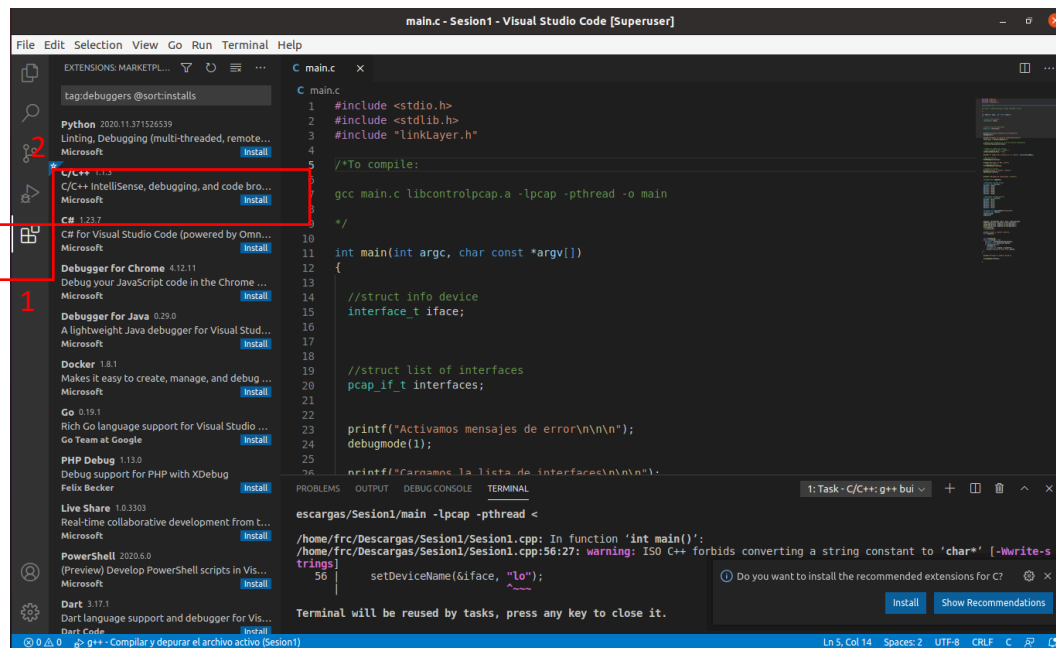 main.c - Sesion1 - Visual Studio Code [Superuser]
File Edit Selection View Go Run Terminal Help
EXTENSIONS: MARKETPL...
tag:debuggers @sort:installs
Python 2020.11.371526539
Linting, Debugging (multi-threaded, remote...
Microsoft Install
2
C/C++ 1.1.3
C/C++ IntelliSense, debugging, and code bro...
Microsoft Install
C# 1.23.7
C# for Visual Studio Code (powered by Omn...
Microsoft Install
Debugger for Chrome 4.12.11
Debug your JavaScript code in the Chrome ...
Microsoft Install
1
Debugger for Java 0.29.0
A lightweight Java debugger for Visual Stud...
Microsoft Install
Docker 1.8.1
Makes it easy to create, manage, and debug ...
Microsoft Install
Go 0.19.1
Rich Go language support for Visual Studio ...
Go Team at Google Install
PHP Debug 1.13.0
Debug support for PHP with XDebug
Felix Becker Install
Live Share 1.0.3303
Real-time collaborative development from t...
Microsoft Install
PowerShell 2020.6.0
(Preview) Develop PowerShell scripts in Vis...
Microsoft Install
Dart 3.17.1
Dart language support and debugger for Vis...
Dart Code Install
C main.c ×
C main.c
1 #include <stdio.h>
2 #include <stdlib.h>
3 #include "linkLayer.h"
4
5 /*To compile:
6
7 gcc main.c libcontrolpcap.a -lpcap -pthread -o main
8
9 */
10
11 int main(int argc, char const *argv[])
12 {
13
14 //struct info device
15 interface_t iface;
16
17
18
19 //struct list of interfaces
20 pcap_if_t interfaces;
21
22
23 printf("Activamos mensajes de error\n\n\n");
24 debugmode(1);
25
26 printf("Cargamos la lista de interfaces\n\n\n");
PROBLEMS OUTPUT DEBUG CONSOLE TERMINAL 1: Task - C/C++: g++ bui
escargas/Sesion1/main -lpcap -pthread <
/home/frc/Descargas/Sesion1/Sesion1.cpp: In function ‘int main()’:
/home/frc/Descargas/Sesion1/Sesion1.cpp:56:27: warning: ISO C++ forbids converting a string constant to ‘char*’ [-Wwrite-s
trings]
56 | setDeviceName(&iface, "lo");
| ^~~~
Terminal will be reused by tasks, press any key to close it.
Do you want to install the recommended extensions for C?
Install Show Recommendations
0 0 g++ - Compilar y depurar el archivo activo (Sesion1) Ln 5, Col 14 Spaces: 2 UTF-8 CRLF C